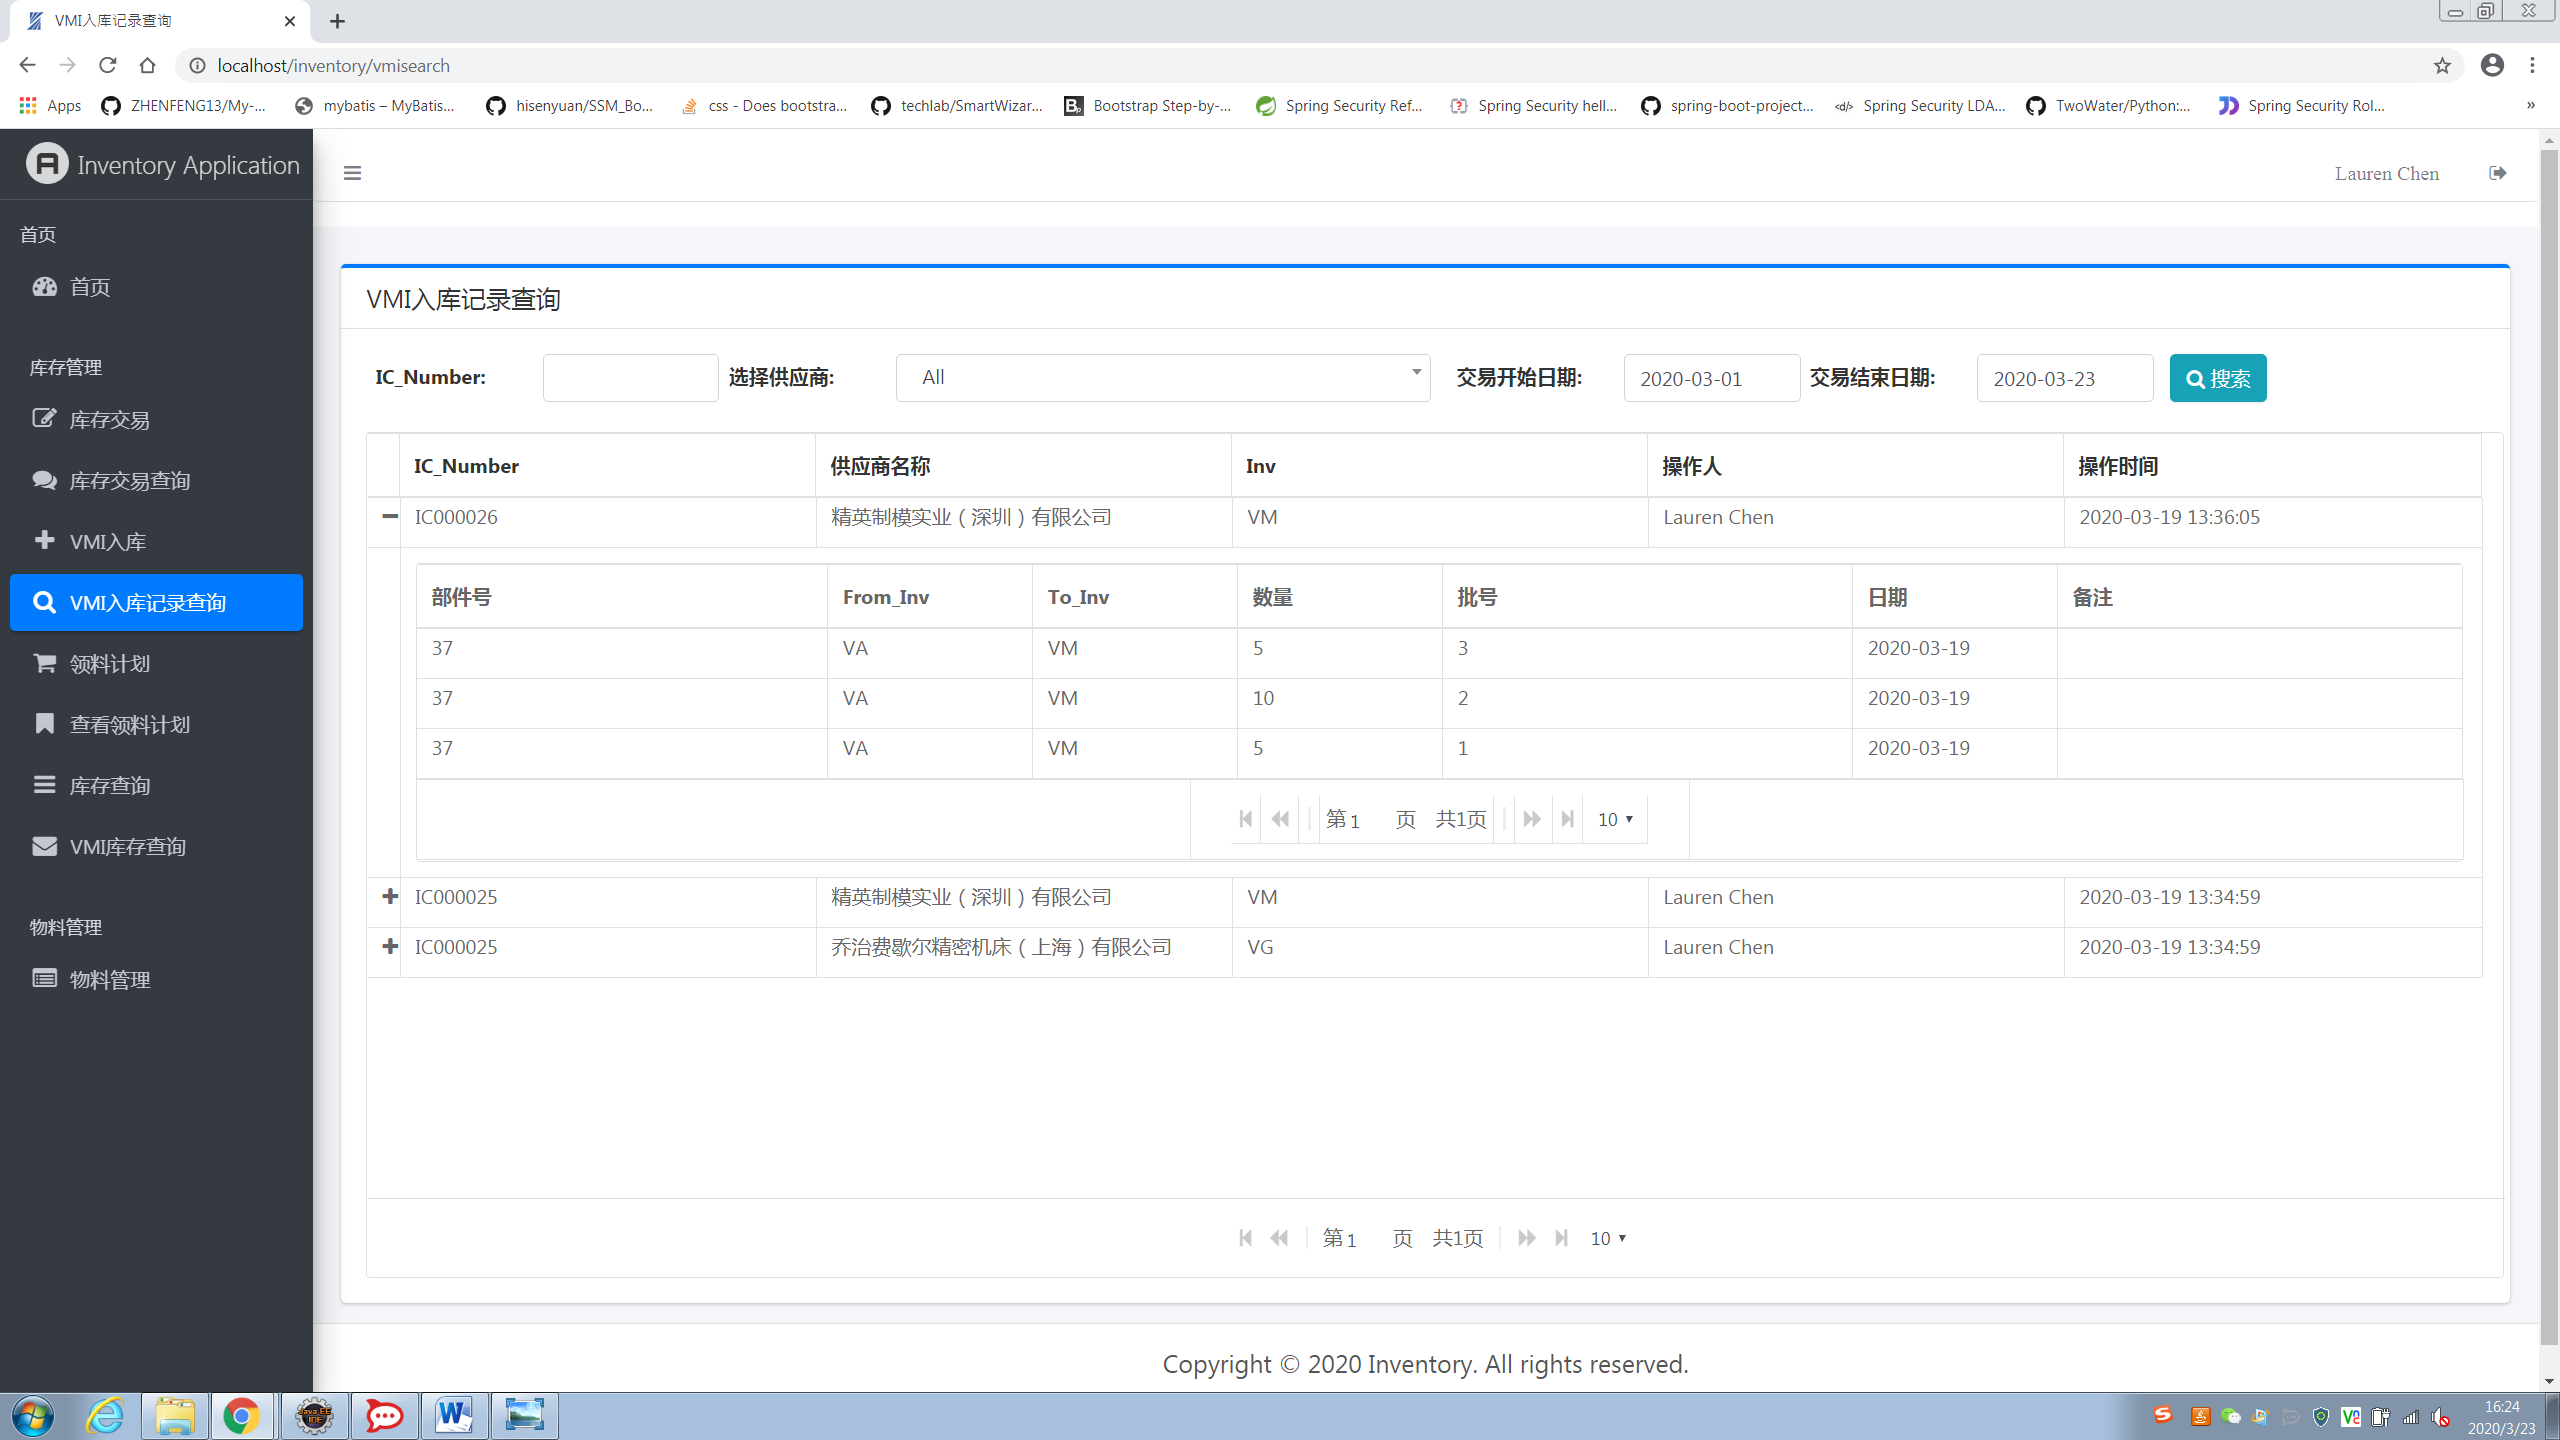 VMI入库记录查询
localhost/inventory/vmisearch
Apps ZHENFENG13/My-... mybatis – MyBatis... hisenyuan/SSM_Bo... css - Does bootstra... techlab/SmartWizar... Bootstrap Step-by-... Spring Security Ref... Spring Security hell... spring-boot-project... Spring Security LDA... TwoWater/Python:... Spring Security Rol... »
Inventory Application
Lauren Chen
首页
首页
库存管理
库存交易
库存交易查询
VMI入库
VMI入库记录查询
领料计划
查看领料计划
库存查询
VMI库存查询
物料管理
物料管理
VMI入库记录查询
IC_Number: 选择供应商: All 交易开始日期: 2020-03-01 交易结束日期: 2020-03-23 搜索
IC_Number 供应商名称 Inv 操作人 操作时间
IC000026 精英制模实业（深圳）有限公司 VM Lauren Chen 2020-03-19 13:36:05
部件号 From_Inv To_Inv 数量 批号 日期 备注
37 VA VM 5 3 2020-03-19
37 VA VM 10 2 2020-03-19
37 VA VM 5 1 2020-03-19
第 1 页 共1页 10
IC000025 精英制模实业（深圳）有限公司 VM Lauren Chen 2020-03-19 13:34:59
IC000025 乔治费歇尔精密机床（上海）有限公司 VG Lauren Chen 2020-03-19 13:34:59
第 1 页 共1页 10
Copyright © 2020 Inventory. All rights reserved.
16:24
2020/3/23